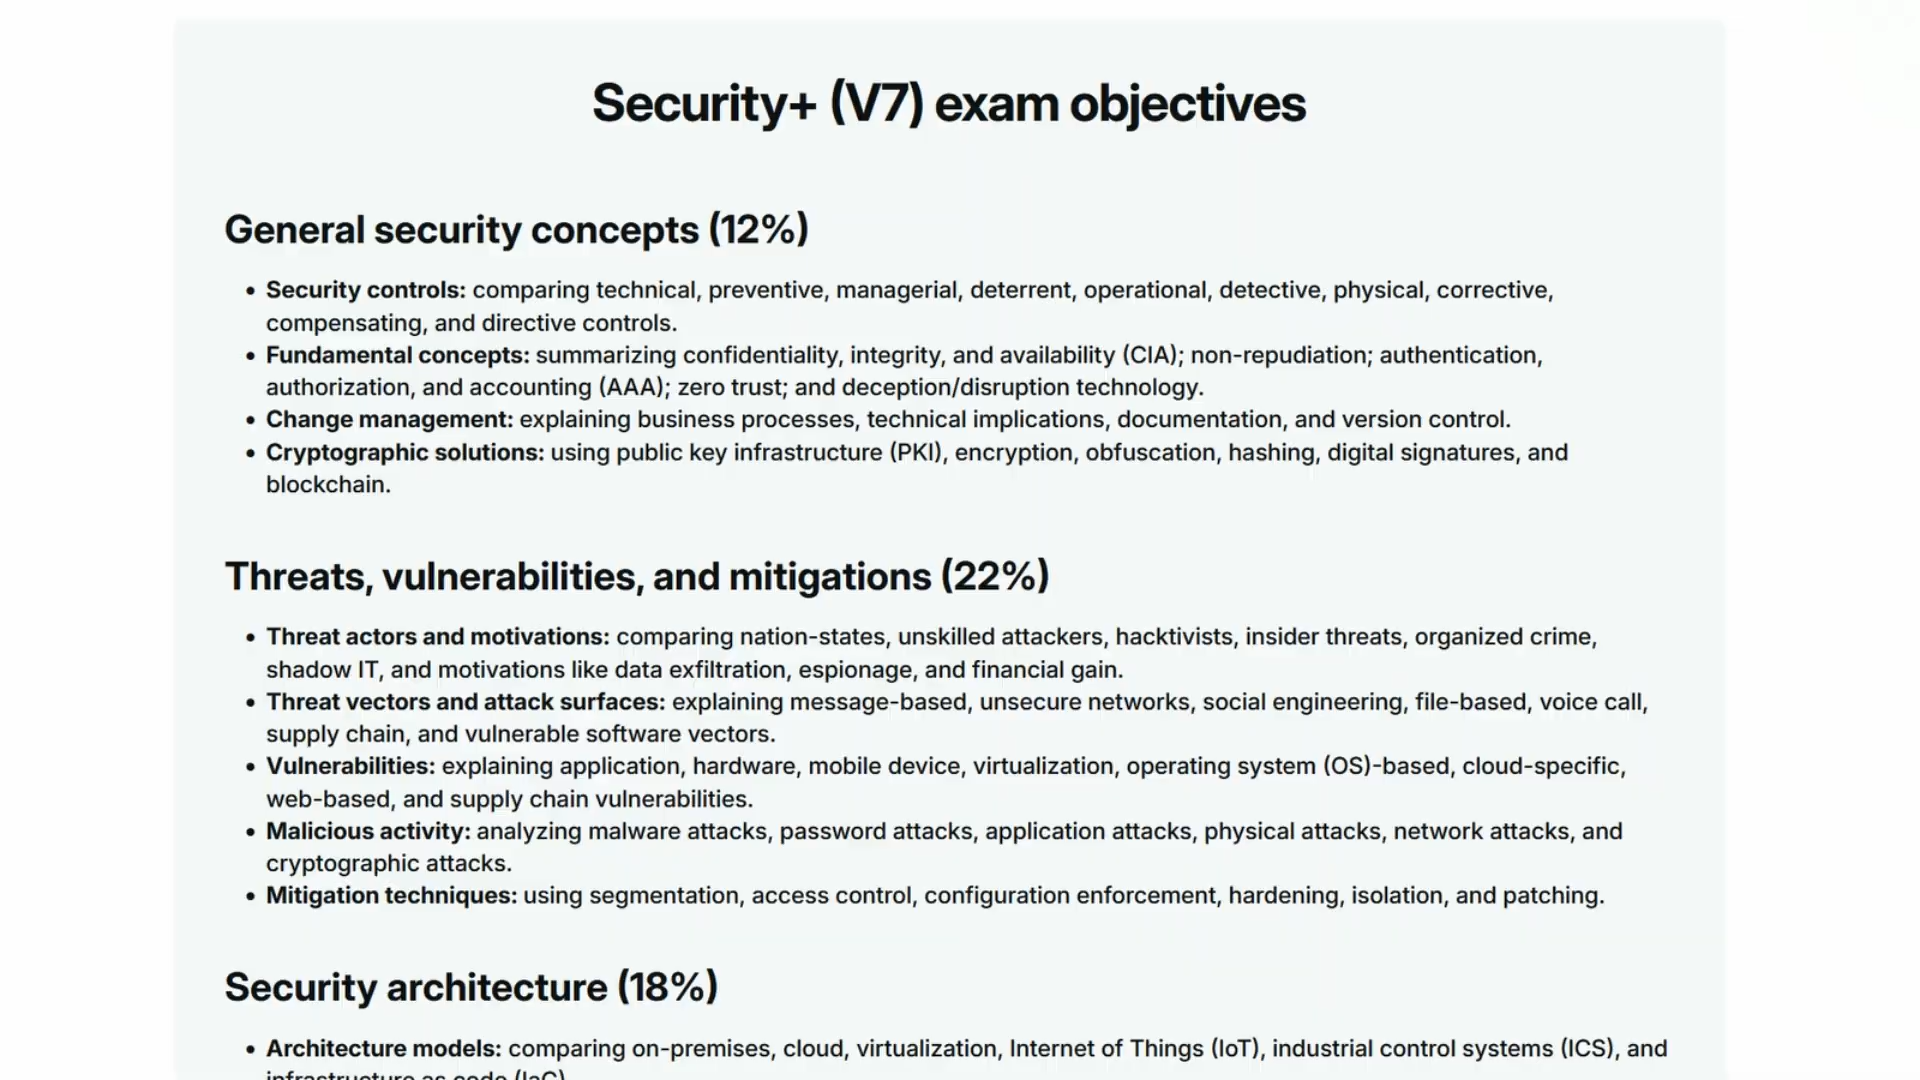 Security+ (V7) exam objectives
General security concepts (12%)
• Security controls: comparing technical, preventive, managerial, deterrent, operational, detective, physical, corrective,
compensating, and directive controls.
• Fundamental concepts: summarizing confidentiality, integrity, and availability (CIA); non-repudiation; authentication,
authorization, and accounting (AAA); zero trust; and deception/disruption technology.
• Change management: explaining business processes, technical implications, documentation, and version control.
• Cryptographic solutions: using public key infrastructure (PKI), encryption, obfuscation, hashing, digital signatures, and
blockchain.
Threats, vulnerabilities, and mitigations (22%)
• Threat actors and motivations: comparing nation-states, unskilled attackers, hacktivists, insider threats, organized crime,
shadow IT, and motivations like data exfiltration, espionage, and financial gain.
• Threat vectors and attack surfaces: explaining message-based, unsecure networks, social engineering, file-based, voice call,
supply chain, and vulnerable software vectors.
• Vulnerabilities: explaining application, hardware, mobile device, virtualization, operating system (OS)-based, cloud-specific,
web-based, and supply chain vulnerabilities.
• Malicious activity: analyzing malware attacks, password attacks, application attacks, physical attacks, network attacks, and
cryptographic attacks.
• Mitigation techniques: using segmentation, access control, configuration enforcement, hardening, isolation, and patching.
Security architecture (18%)
• Architecture models: comparing on-premises, cloud, virtualization, Internet of Things (IoT), industrial control systems (ICS), and
infrastructure as code (IaC).